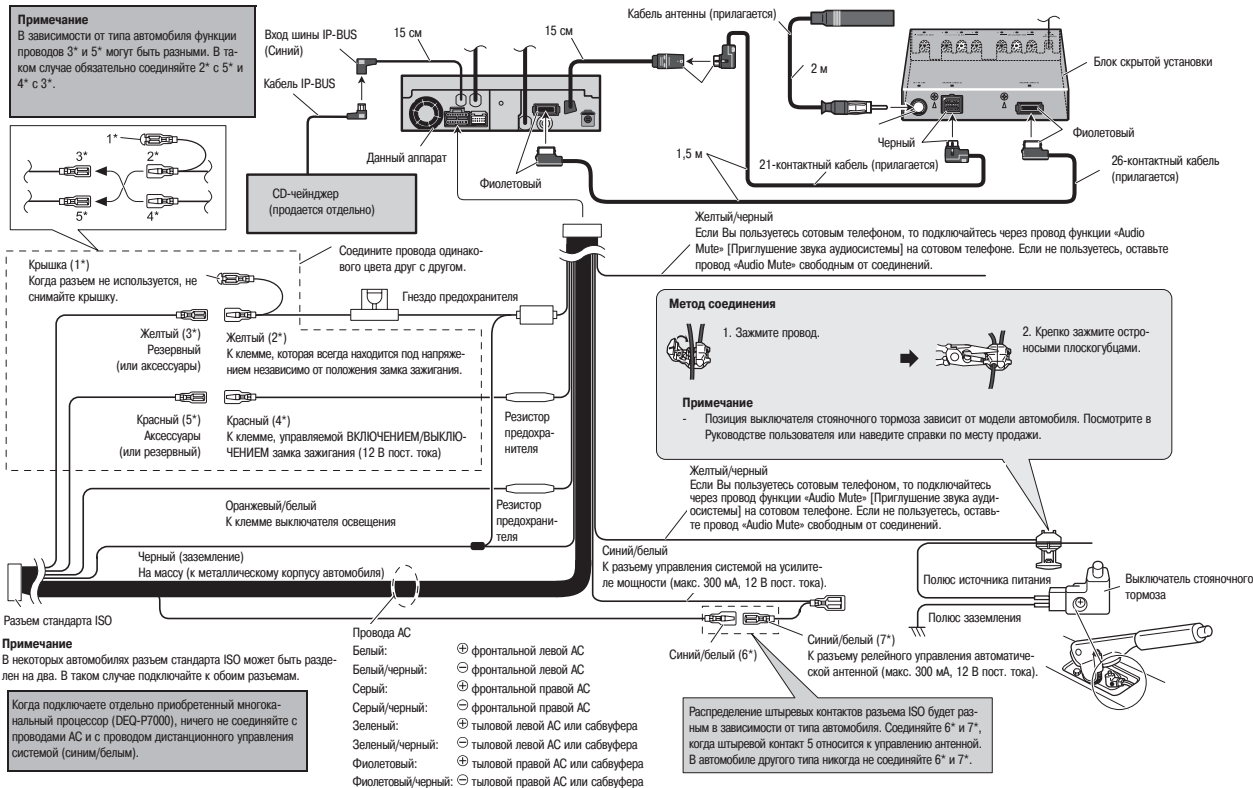 Примечание
В зависимости от типа автомобиля функции
проводов 3* и 5* могут быть разными. В та-
ком случае обязательно соединяйте 2* с 5* и
4* с 3*.
Вход шины IP-BUS
(Синий)
15 см
15 см
Кабель антенны (прилагается)
Кабель IP-BUS
2 м
Блок скрытой установки
1*
3*
2*
5*
4*
Данный аппарат
CD-чейнджер
(продается отдельно)
Фиолетовый
1,5 м
Черный
Фиолетовый
21-контактный кабель (прилагается)
26-контактный кабель
(прилагается)
Желтый/черный
Если Вы пользуетесь сотовым телефоном, то подключайтесь через провод функции «Audio
Mute» [Приглушение звука аудиосистемы] на сотовом телефоне. Если не пользуетесь, оставьте
провод «Audio Mute» свободным от соединений.
Соедините провода одинако-
вого цвета друг с другом.
Крышка (1*)
Когда разъем не используется, не
снимайте крышку.
Гнездо предохранителя
Желтый (3*)
Резервный
(или аксессуары)
Желтый (2*)
К клемме, которая всегда находится под напряже-
нием независимо от положения замка зажигания.
Красный (5*)
Аксессуары
(или резервный)
Красный (4*)
К клемме, управляемой ВКЛЮЧЕНИЕМ/ВЫКЛЮ-
ЧЕНИЕМ замка зажигания (12 В пост. тока)
Резистор
предохра-
нителя
Метод соединения
1. Зажмите провод.
2. Крепко зажмите остро-
носыми плоскогубцами.
Примечание
- Позиция выключателя стояночного тормоза зависит от модели автомобиля. Посмотрите в
Руководстве пользователя или наведите справки по месту продажи.
Оранжевый/белый
К клемме выключателя освещения
Резистор
предохрани-
теля
Желтый/черный
Если Вы пользуетесь сотовым телефоном, то подключайтесь
через провод функции «Audio Mute» [Приглушение звука ауди-
осистемы] на сотовом телефоне. Если не пользуетесь, оставь-
те провод «Audio Mute» свободным от соединений.
Черный (заземление)
На массу (к металлическому корпусу автомобиля)
Синий/белый
К разъему управления системой на усилите-
ле мощности (макс. 300 мА, 12 В пост. тока).
Полюс источника питания
Выключатель стояночного
тормоза
Полюс заземления
Разъем стандарта ISO
Примечание
В некоторых автомобилях разъем стандарта ISO может быть разде-
лен на два. В таком случае подключайте к обоим разъемам.
Когда подключаете отдельно приобретенный многока-
нальный процессор (DEQ-P7000), ничего не соединяйте с
проводами АС и с проводом дистанционного управления
системой (синим/белым).
Провода АС
Белый: ⊕ фронтальной левой АС
Белый/черный: ⊖ фронтальной левой АС
Серый: ⊕ фронтальной правой АС
Серый/черный: ⊖ фронтальной правой АС
Зеленый: ⊕ тыловой левой АС или сабвуфера
Зеленый/черный: ⊖ тыловой левой АС или сабвуфера
Фиолетовый: ⊕ тыловой правой АС или сабвуфера
Фиолетовый/черный: ⊖ тыловой правой АС или сабвуфера
Синий/белый (6*)
Синий/белый (7*)
К разъему релейного управления автоматиче-
ской антенной (макс. 300 мА, 12 В пост. тока).
Распределение штыревых контактов разъема ISO будет раз-
ным в зависимости от типа автомобиля. Соединяйте 6* и 7*,
когда штыревой контакт 5 относится к управлению антенной.
В автомобиле другого типа никогда не соединяйте 6* и 7*.